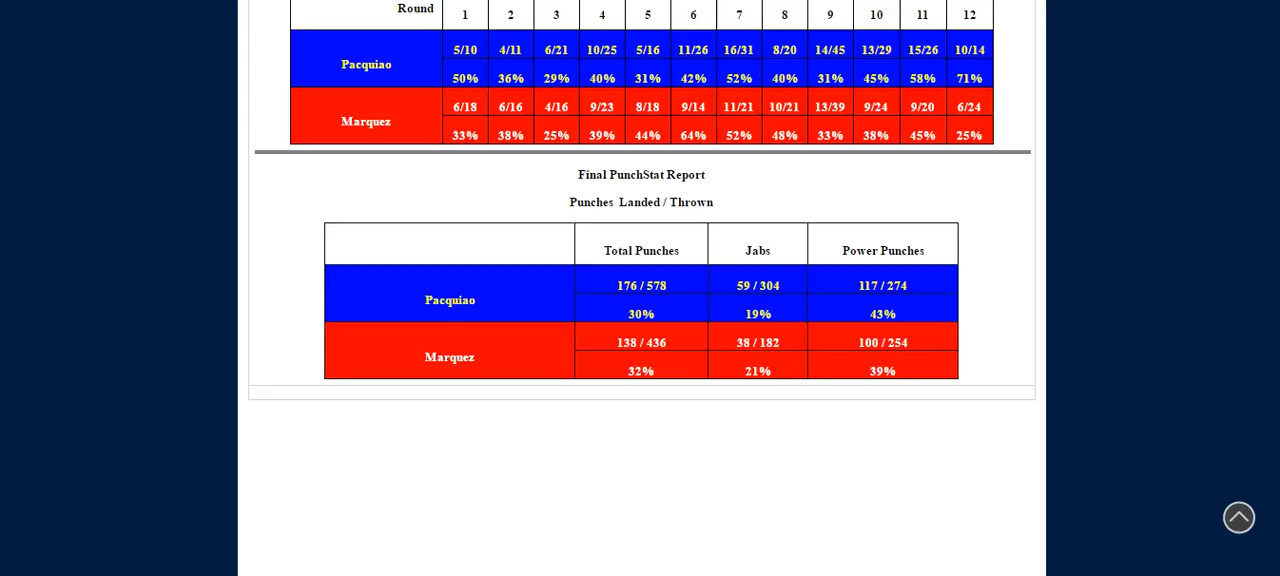 Round 1 2 3 4 5 6 7 8 9 10 11 12
Pacquiao 5/10 4/11 6/21 10/25 5/16 11/26 16/31 8/20 14/45 13/29 15/26 10/14
50% 36% 29% 40% 31% 42% 52% 40% 31% 45% 58% 71%
Marquez 6/18 6/16 4/16 9/23 8/18 9/14 11/21 10/21 13/39 9/24 9/20 6/24
33% 38% 25% 39% 44% 64% 52% 48% 33% 38% 45% 25%
Final PunchStat Report
Punches Landed / Thrown
Total Punches Jabs Power Punches
Pacquiao 176 / 578 59 / 304 117 / 274
30% 19% 43%
Marquez 138 / 436 38 / 182 100 / 254
32% 21% 39%